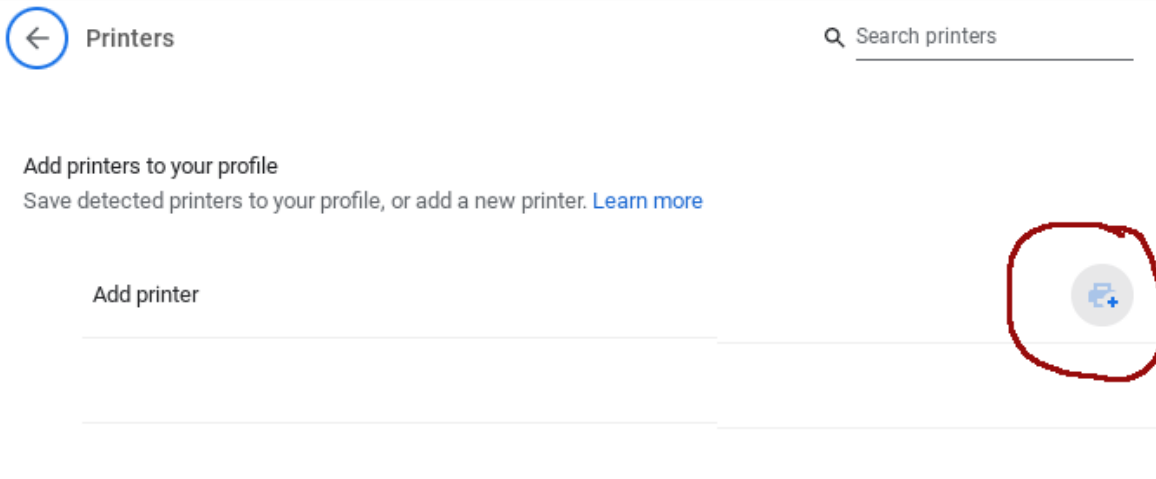 Printers
Search printers
Add printers to your profile
Save detected printers to your profile, or add a new printer. Learn more
Add printer